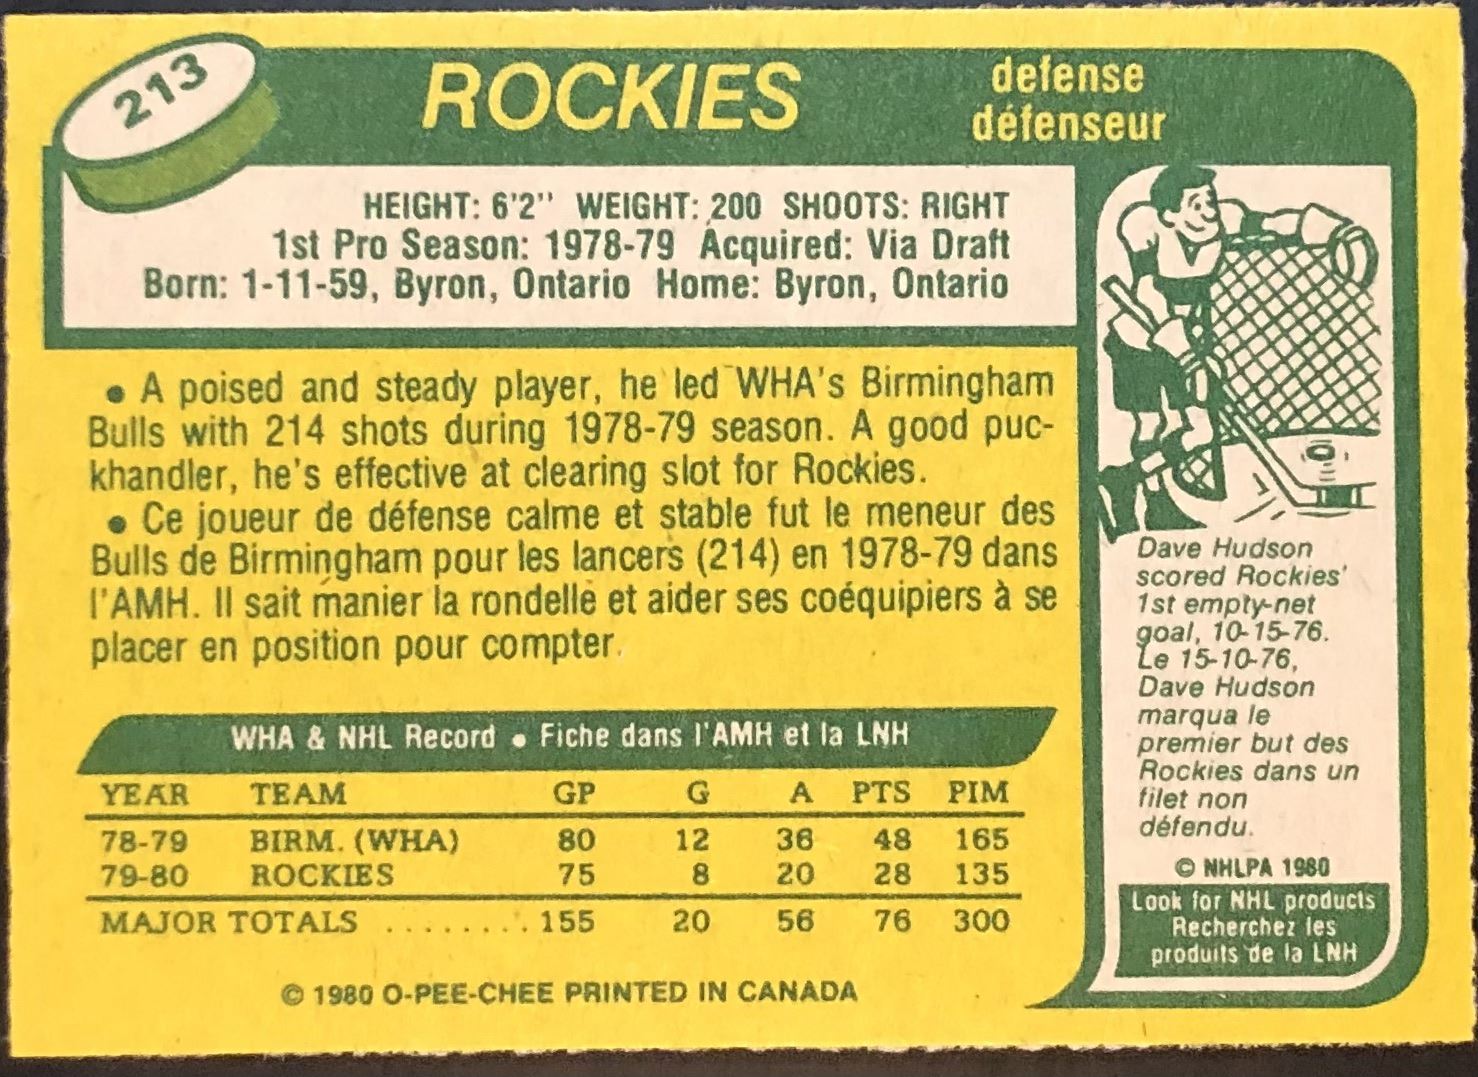 213
ROCKIES
defense
défenseur
HEIGHT: 6'2" WEIGHT: 200 SHOOTS: RIGHT
1st Pro Season: 1978-79 Acquired: Via Draft
Born: 1-11-59, Byron, Ontario Home: Byron, Ontario
• A poised and steady player, he led WHA's Birmingham
Bulls with 214 shots during 1978-79 season. A good puc-
khandler, he's effective at clearing slot for Rockies.
• Ce joueur de défense calme et stable fut le meneur des
Bulls de Birmingham pour les lancers (214) en 1978-79 dans
l'AMH. Il sait manier la rondelle et aider ses coéquipiers à se
placer en position pour compter.
WHA & NHL Record • Fiche dans l'AMH et la LNH
YEAR TEAM GP G A PTS PIM
78-79 BIRM. (WHA) 80 12 36 48 165
79-80 ROCKIES 75 8 20 28 135
MAJOR TOTALS ........ 155 20 56 76 300
© 1980 O-PEE-CHEE PRINTED IN CANADA
Dave Hudson
scored Rockies'
1st empty-net
goal, 10-15-76.
Le 15-10-76,
Dave Hudson
marqua le
premier but des
Rockies dans un
filet non
défendu.
© NHLPA 1980
Look for NHL products
Recherchez les
produits de la LNH